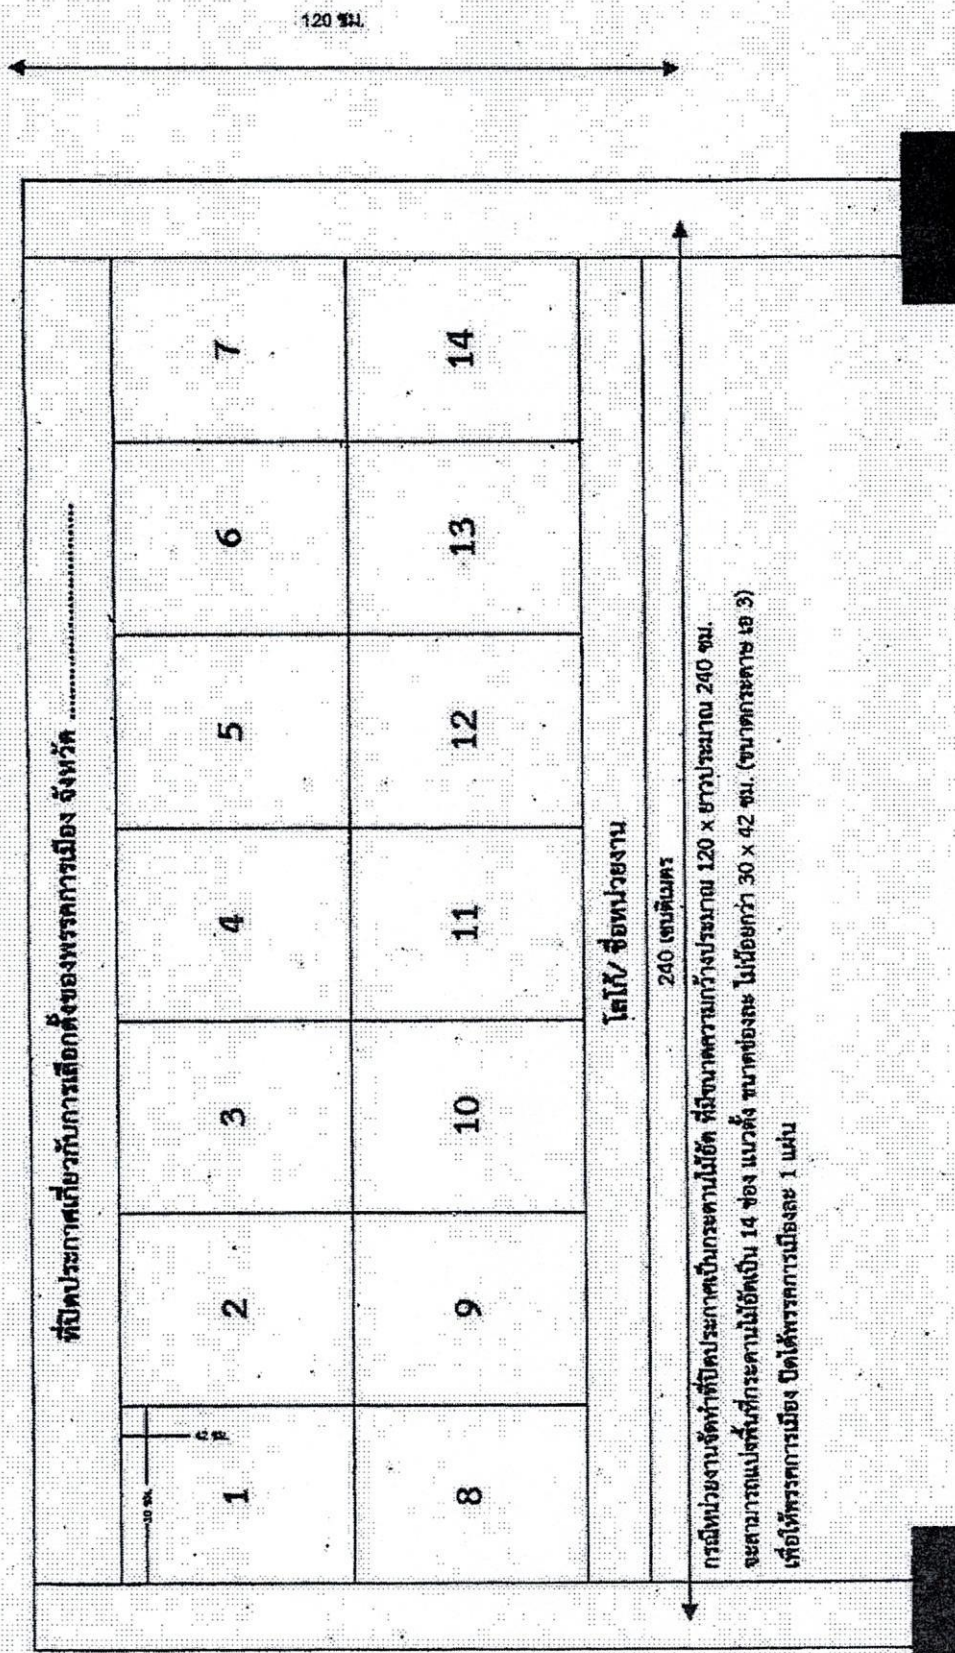 120 ซม.
ที่ปิดประกาศเกี่ยวกับการเลือกตั้งของพรรคการเมือง จังหวัด ................................
1
2
3
4
5
6
7
30 ซม.
8
9
10
11
12
13
14
โลโก้/ ชื่อหน่วยงาน
240 เซนติเมตร
กรณีหน่วยงานจัดทำที่ปิดประกาศเป็นกระดานไม้อัด ที่มีขนาดความกว้างประมาณ 120 x ยาวประมาณ 240 ซม.
จะสามารถแบ่งพื้นที่กระดานไม้อัดเป็น 14 ช่อง แนวตั้ง ขนาดช่องละ ไม่น้อยกว่า 30 x 42 ซม. (ขนาดกระดาษ เอ 3)
เพื่อให้พรรคการเมือง ปิดได้พรรคการเมืองละ 1 แผ่น